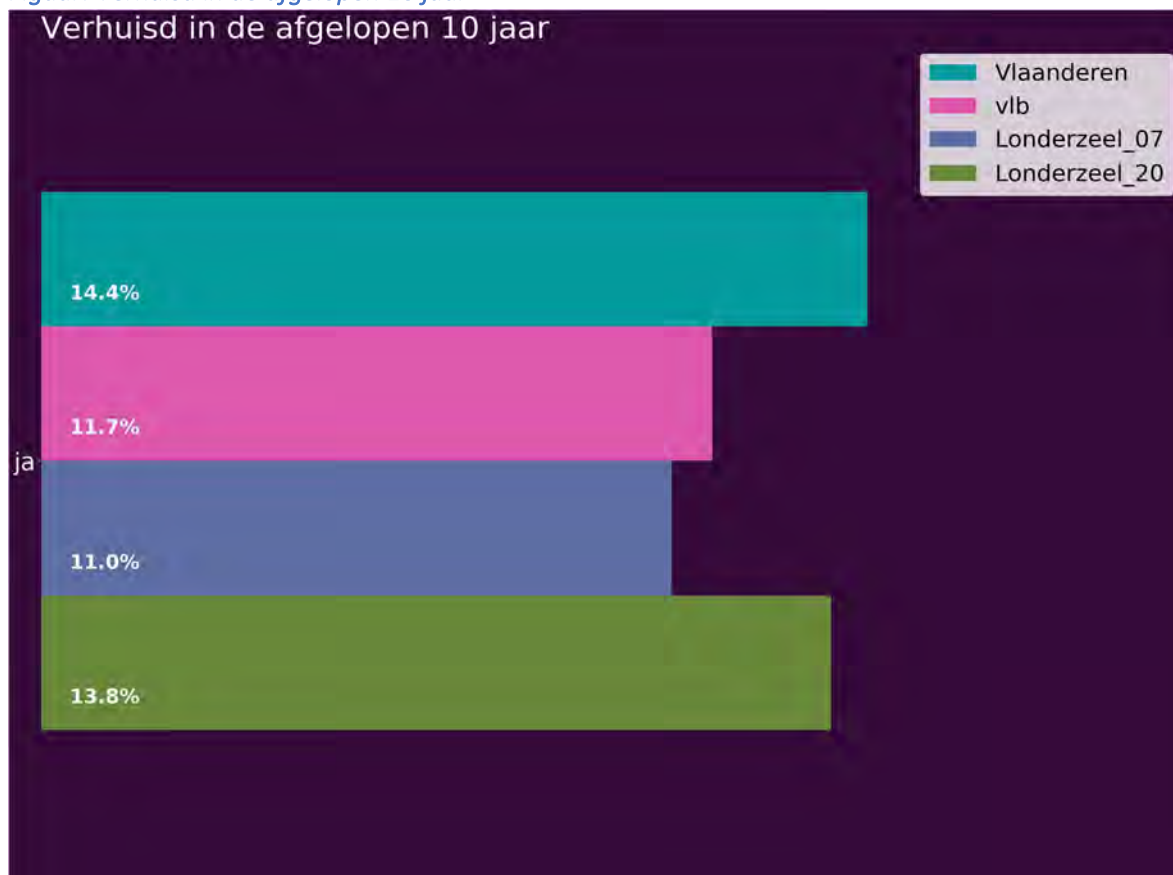 Verhuisd in de afgelopen 10 jaar
Vlaanderen
vlb
Londerzeel_07
Londerzeel_20
14.4%
11.7%
ja
11.0%
13.8%